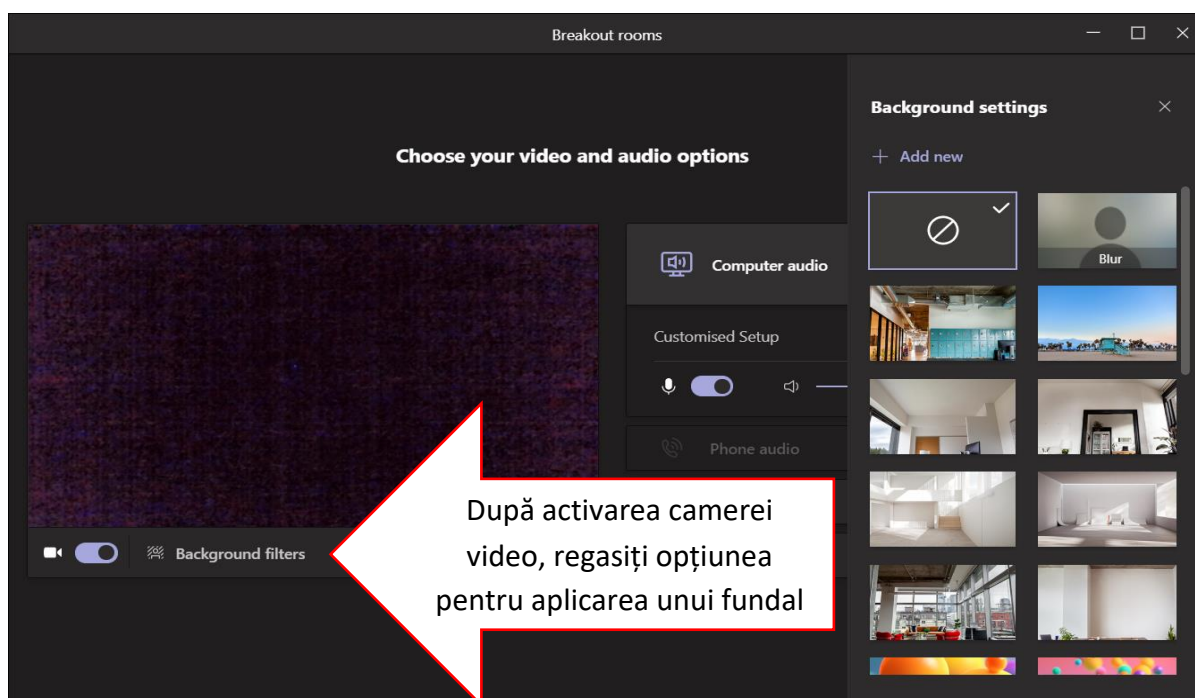 Breakout rooms
Choose your video and audio options
Computer audio
Customised Setup
Phone audio
Background filters
După activarea camerei
video, regasiți opțiunea
pentru aplicarea unui fundal
Background settings
+ Add new
Blur